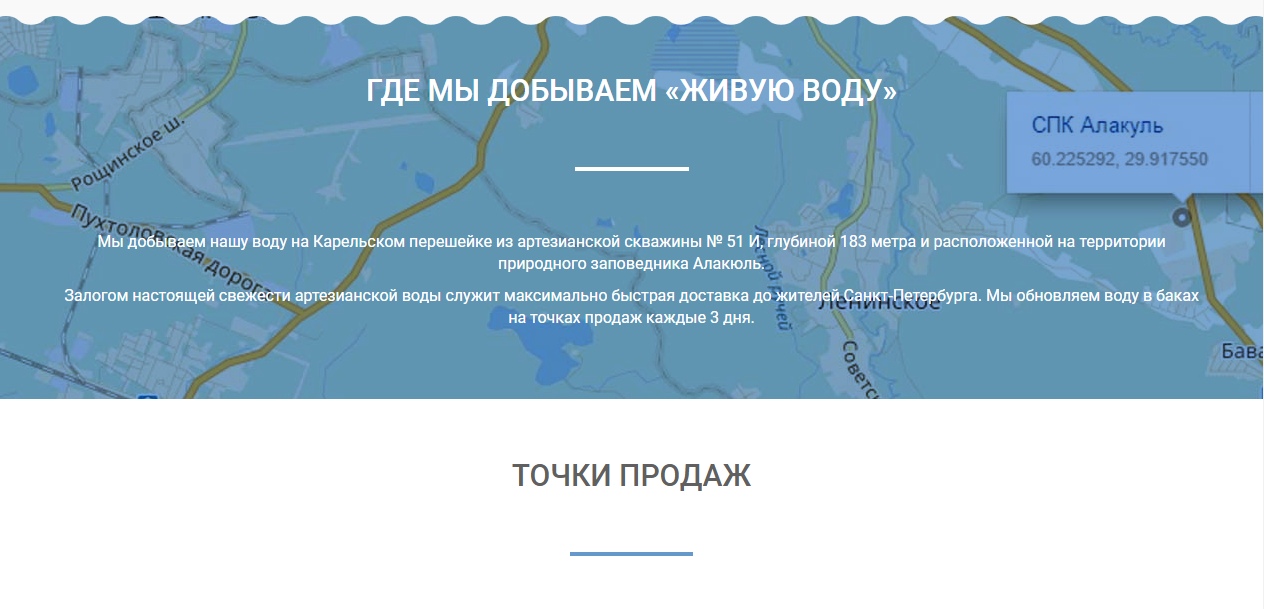 ГДЕ МЫ ДОБЫВАЕМ «ЖИВУЮ ВОДУ»
СПК Алакуль
60.225292, 29.917550
Рощинское ш.
Пухтоловская дорога
Мы добываем нашу воду на Карельском перешейке из артезианской скважины № 51 И, глубиной 183 метра и расположенной на территории
природного заповедника Алакюль.
Залогом настоящей свежести артезианской воды служит максимально быстрая доставка до жителей Санкт-Петербурга. Мы обновляем воду в баках
на точках продаж каждые 3 дня.
Лесной ручей
Ленинское
Советс
Бава
ТОЧКИ ПРОДАЖ